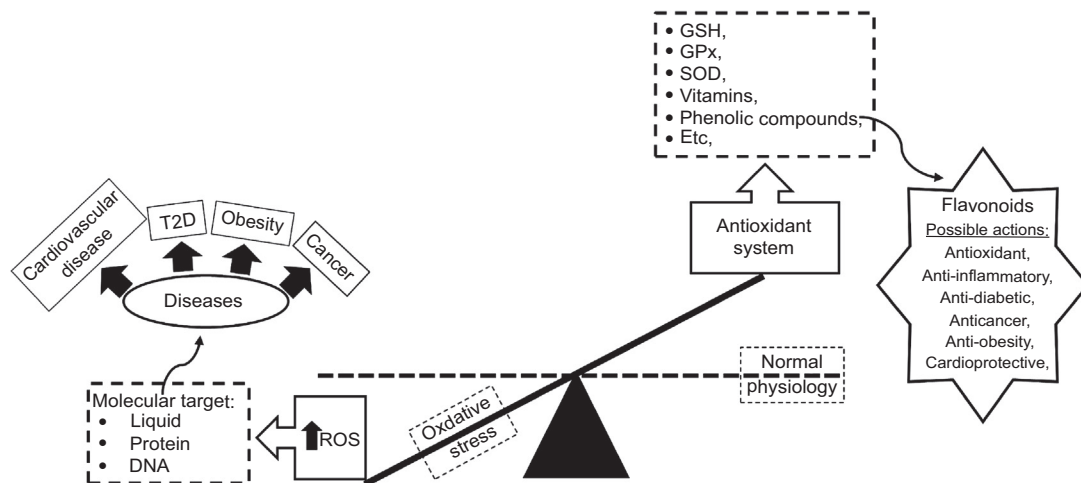 • GSH,
• GPx
• SOD,
• Vitamins,
• Phenolic compounds,
• Etc,
Antioxidant
system
Flavonoids
Possible actions:
Antioxidant,
Anti-inflammatory,
Anti-diabetic,
Anticancer,
Anti-obesity,
Cardioprotective,
Cardiovascular
disease
T2D
Obesity
Cancer
Diseases
Molecular target:
• Liquid
• Protein
• DNA
ROS
Oxdative
stress
Normal
physiology